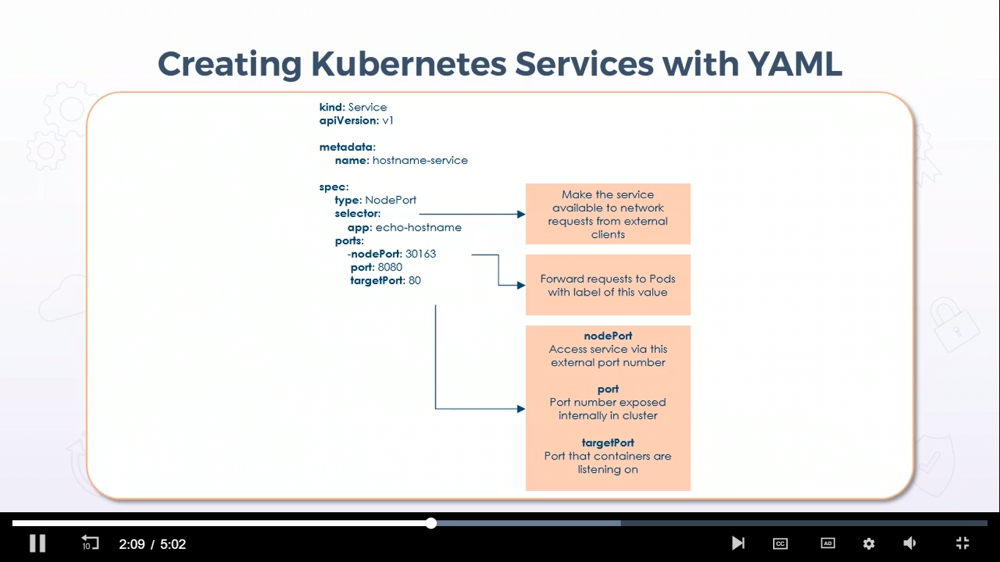 Creating Kubernetes Services with YAML
kind: Service
apiVersion: v1
metadata:
name: hostname-service
spec:
type: NodePort
selector:
app: echo-hostname
ports:
-nodePort: 30163
port: 8080
targetPort: 80
Make the service
available to network
requests from external
clients
Forward requests to Pods
with label of this value
nodePort
Access service via this
external port number
port
Port number exposed
internally in cluster
targetPort
Port that containers are
listening on
10
2:09 / 5:02
CC
AD